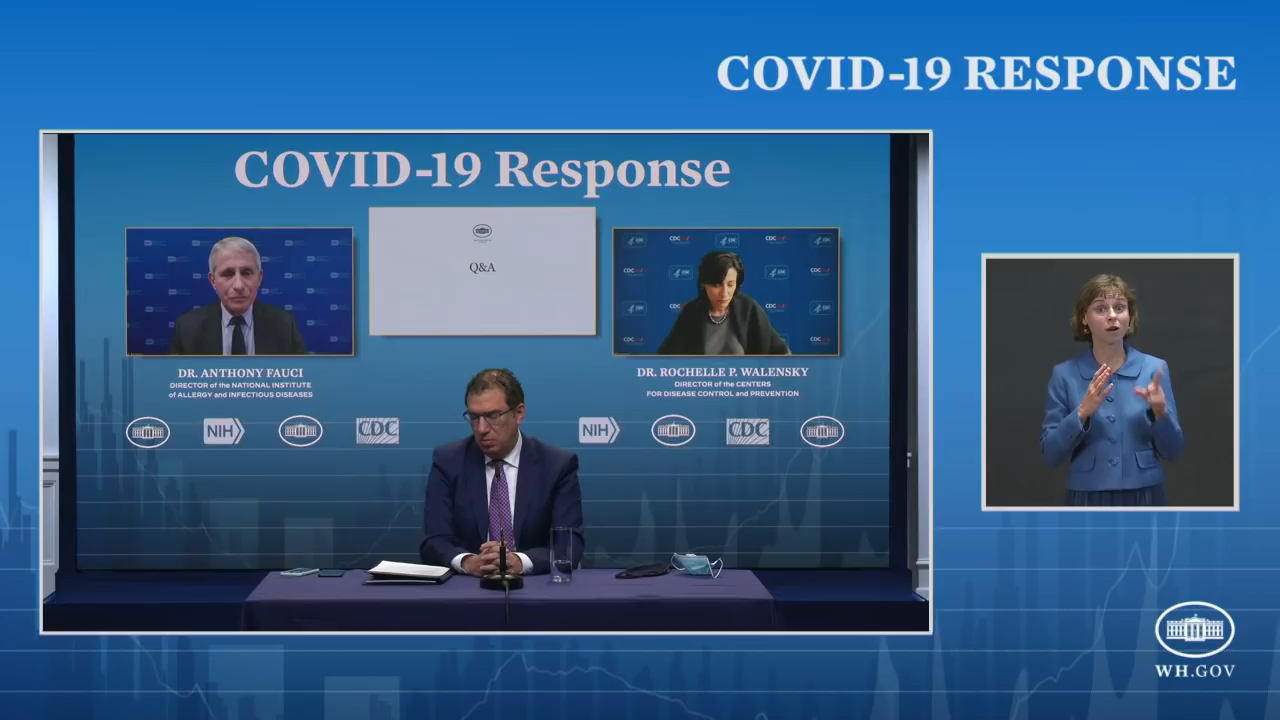 COVID-19 RESPONSE
COVID-19 Response
Q&A
DR. ANTHONY FAUCI
DIRECTOR of the NATIONAL INSTITUTE
of ALLERGY and INFECTIOUS DISEASES
DR. ROCHELLE P. WALENSKY
DIRECTOR of the CENTERS
FOR DISEASE CONTROL and PREVENTION
NIH
CDC
NIH
CDC
WH.GOV